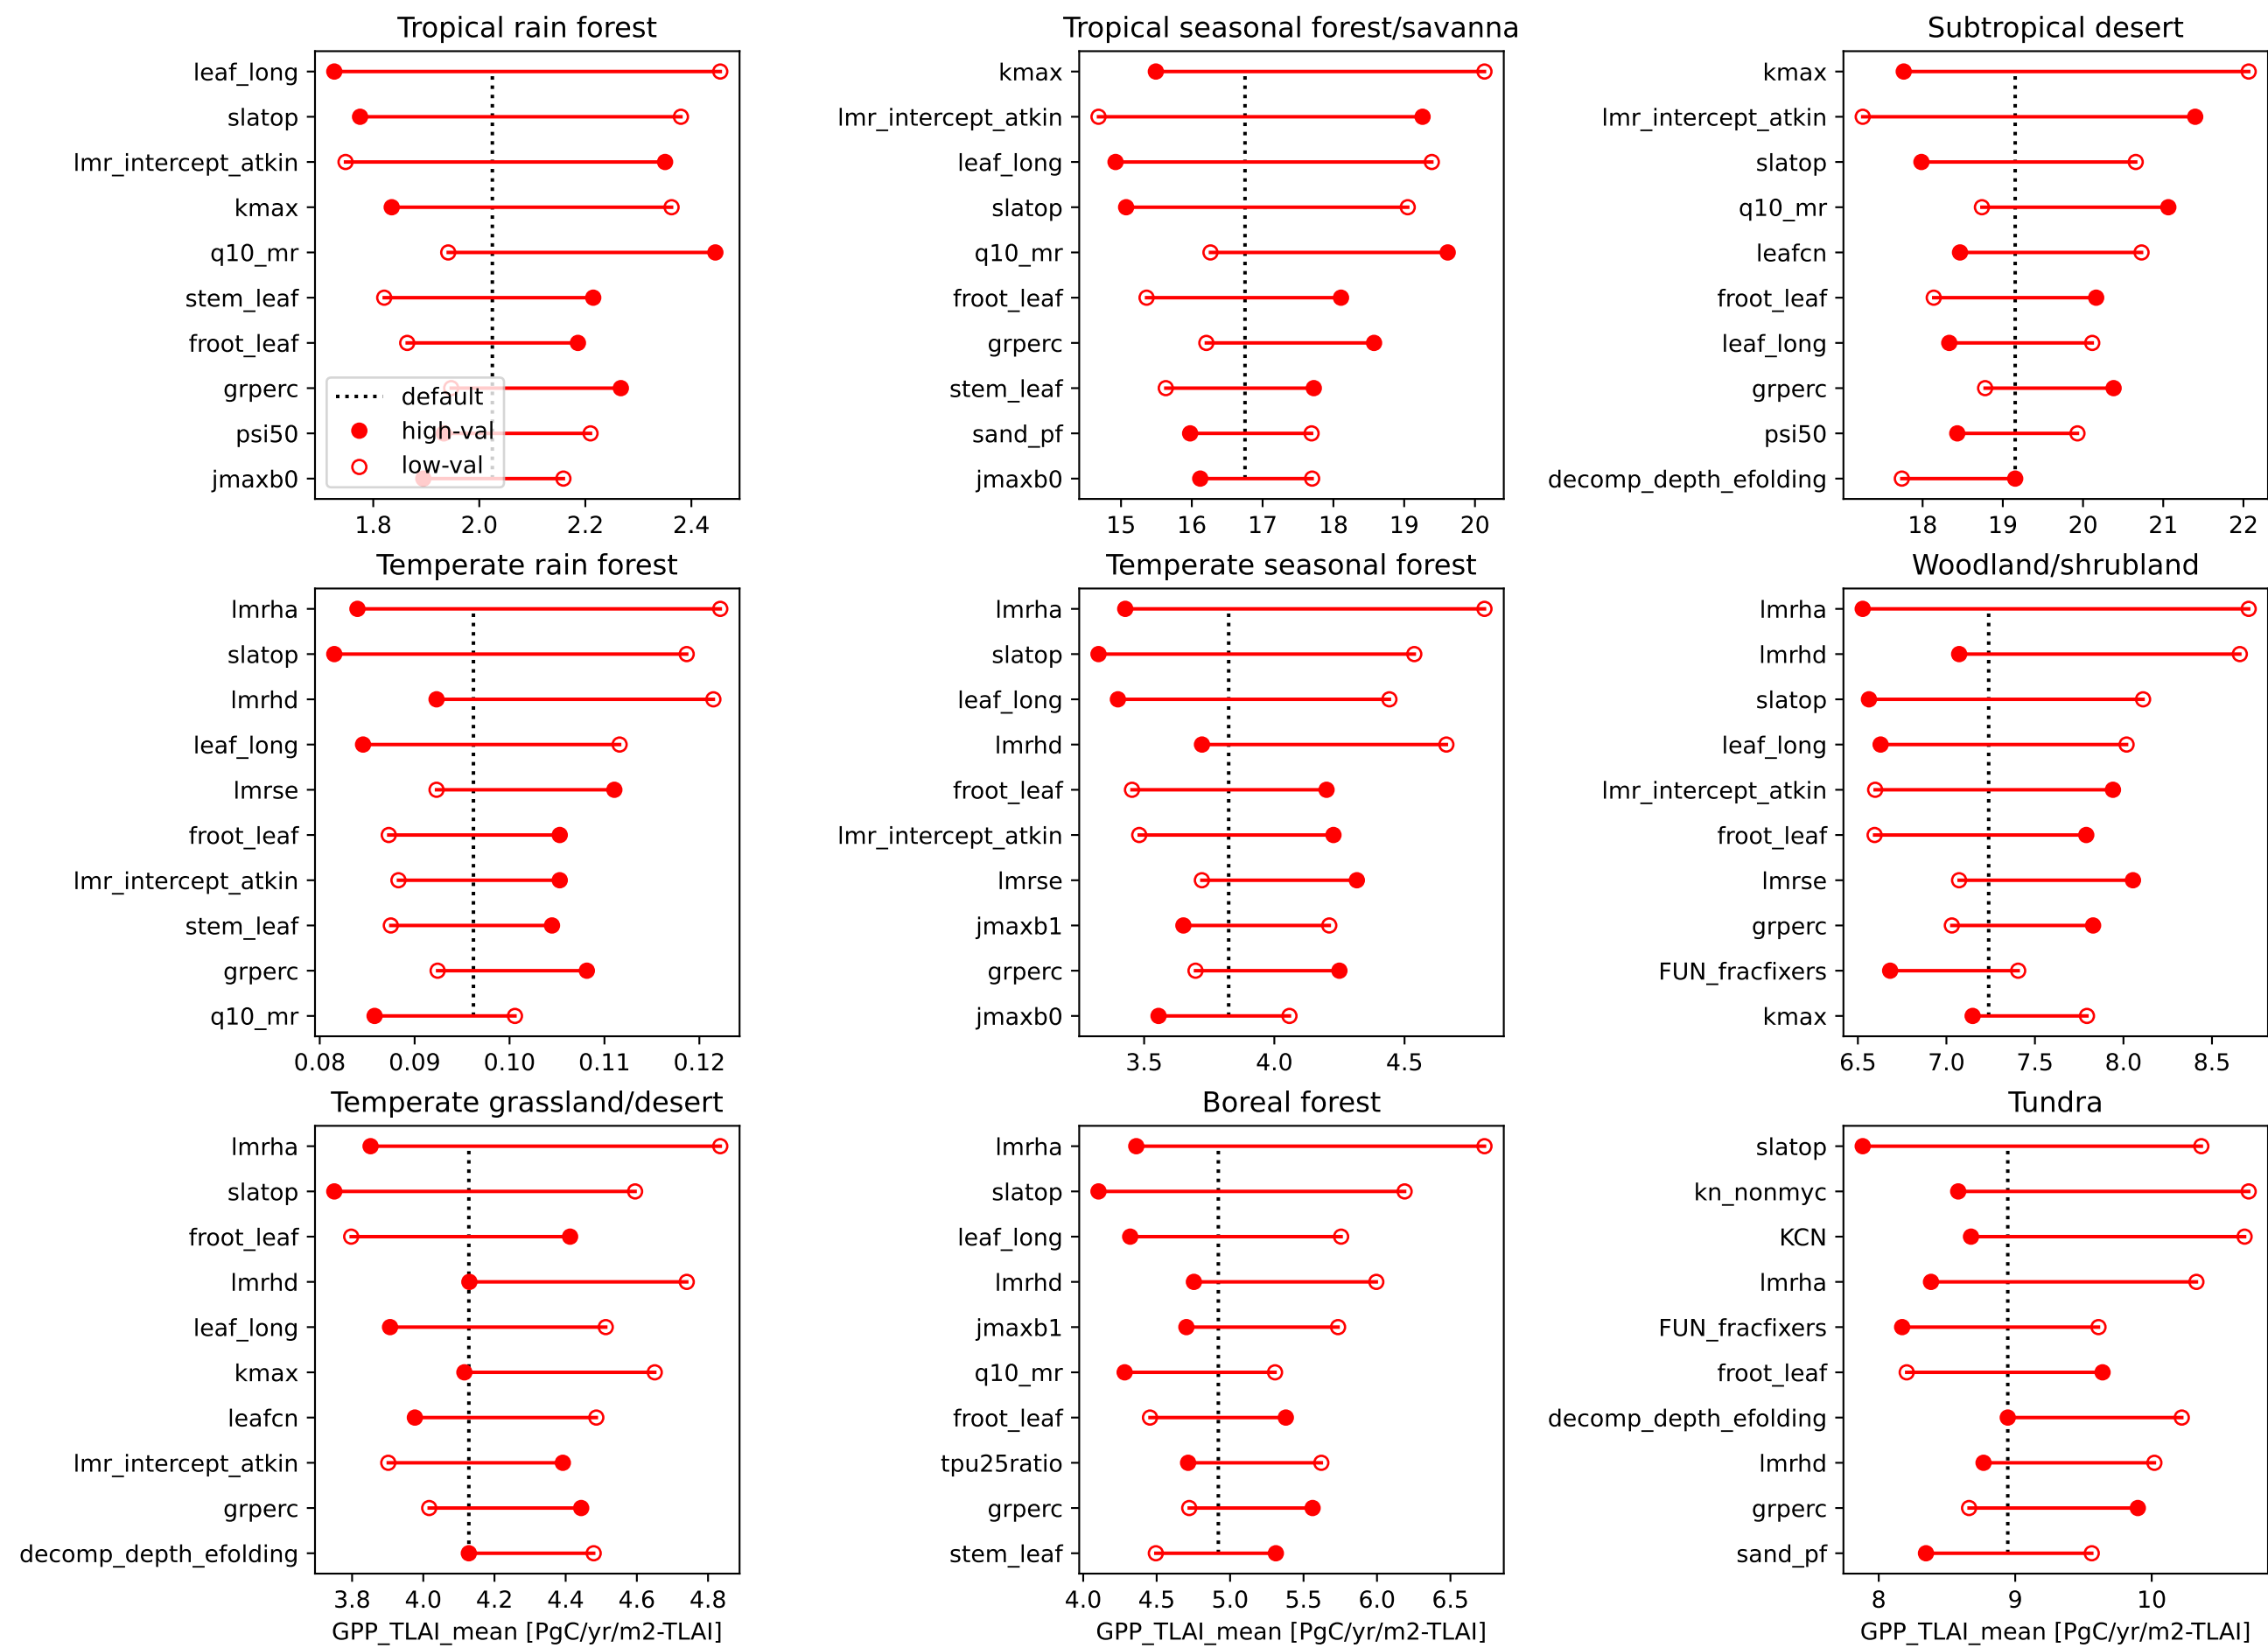 Tropical rain forest
leaf_long
slatop
lmr_intercept_atkin
kmax
q10_mr
stem_leaf
froot_leaf
grperc
psi50
jmaxb0
default
high-val
low-val
1.8 2.0 2.2 2.4
Tropical seasonal forest/savanna
kmax
lmr_intercept_atkin
leaf_long
slatop
q10_mr
froot_leaf
grperc
stem_leaf
sand_pf
jmaxb0
15 16 17 18 19 20
Subtropical desert
kmax
lmr_intercept_atkin
slatop
q10_mr
leafcn
froot_leaf
leaf_long
grperc
psi50
decomp_depth_efolding
18 19 20 21 22
Temperate rain forest
lmrha
slatop
lmrhd
leaf_long
lmrse
froot_leaf
lmr_intercept_atkin
stem_leaf
grperc
q10_mr
0.08 0.09 0.10 0.11 0.12
Temperate seasonal forest
lmrha
slatop
leaf_long
lmrhd
froot_leaf
lmr_intercept_atkin
lmrse
jmaxb1
grperc
jmaxb0
3.5 4.0 4.5
Woodland/shrubland
lmrha
lmrhd
slatop
leaf_long
lmr_intercept_atkin
froot_leaf
lmrse
grperc
FUN_fracfixers
kmax
6.5 7.0 7.5 8.0 8.5
Temperate grassland/desert
lmrha
slatop
froot_leaf
lmrhd
leaf_long
kmax
leafcn
lmr_intercept_atkin
grperc
decomp_depth_efolding
3.8 4.0 4.2 4.4 4.6 4.8
GPP_TLAI_mean [PgC/yr/m2-TLAI]
Boreal forest
lmrha
slatop
leaf_long
lmrhd
jmaxb1
q10_mr
froot_leaf
tpu25ratio
grperc
stem_leaf
4.0 4.5 5.0 5.5 6.0 6.5
GPP_TLAI_mean [PgC/yr/m2-TLAI]
Tundra
slatop
kn_nonmyc
KCN
lmrha
FUN_fracfixers
froot_leaf
decomp_depth_efolding
lmrhd
grperc
sand_pf
8 9 10
GPP_TLAI_mean [PgC/yr/m2-TLAI]